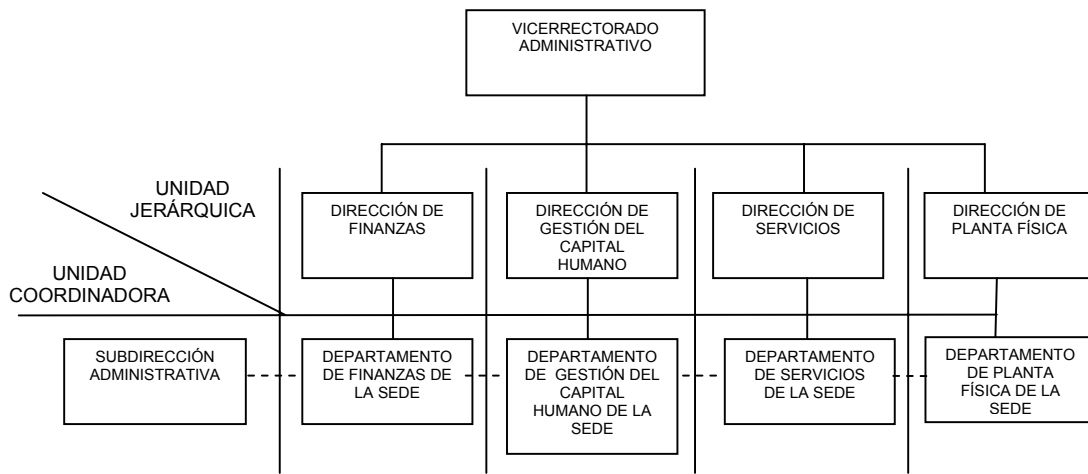 VICERRECTORADO
ADMINISTRATIVO
UNIDAD
JERÁRQUICA
UNIDAD
COORDINADORA
DIRECCIÓN DE
FINANZAS
DIRECCIÓN DE
GESTIÓN DEL
CAPITAL
HUMANO
DIRECCIÓN DE
SERVICIOS
DIRECCIÓN DE
PLANTA FÍSICA
SUBDIRECCIÓN
ADMINISTRATIVA
DEPARTAMENTO
DE FINANZAS DE
LA SEDE
DEPARTAMENTO
DE GESTIÓN DEL
CAPITAL
HUMANO DE LA
SEDE
DEPARTAMENTO
DE SERVICIOS
DE LA SEDE
DEPARTAMENTO
DE PLANTA
FÍSICA DE LA
SEDE